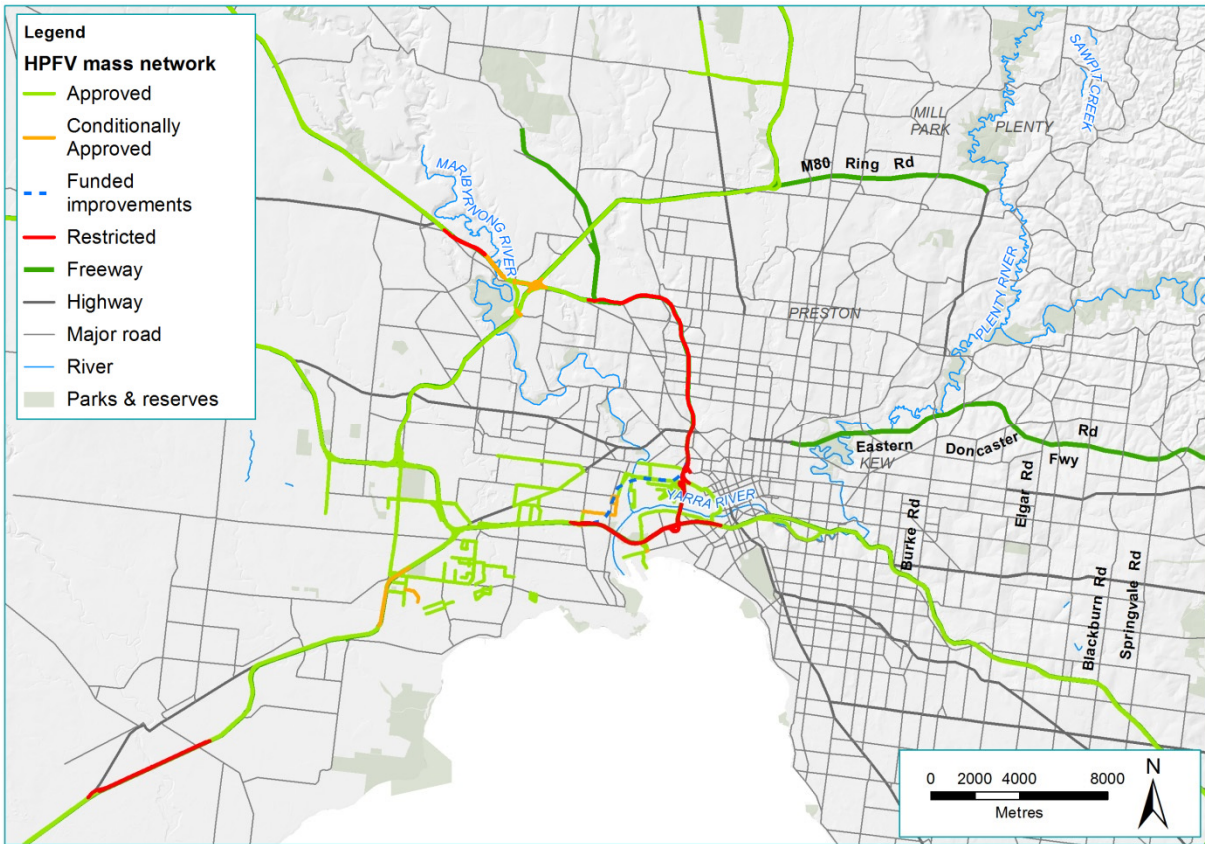 Legend
HPFV mass network
Approved
Conditionally
Approved
Funded
improvements
Restricted
Freeway
Highway
Major road
River
Parks & reserves
SAWPIT CREEK
MILL
PARK
PLENTY
M80 Ring Rd
MARIBYRNONG RIVER
PLENTY RIVER
PRESTON
Eastern Fwy
Doncaster Rd
KEW
Elgar Rd
YARRA RIVER
Burke Rd
Blackburn Rd
Springvale Rd
0 2000 4000 8000
Metres
N